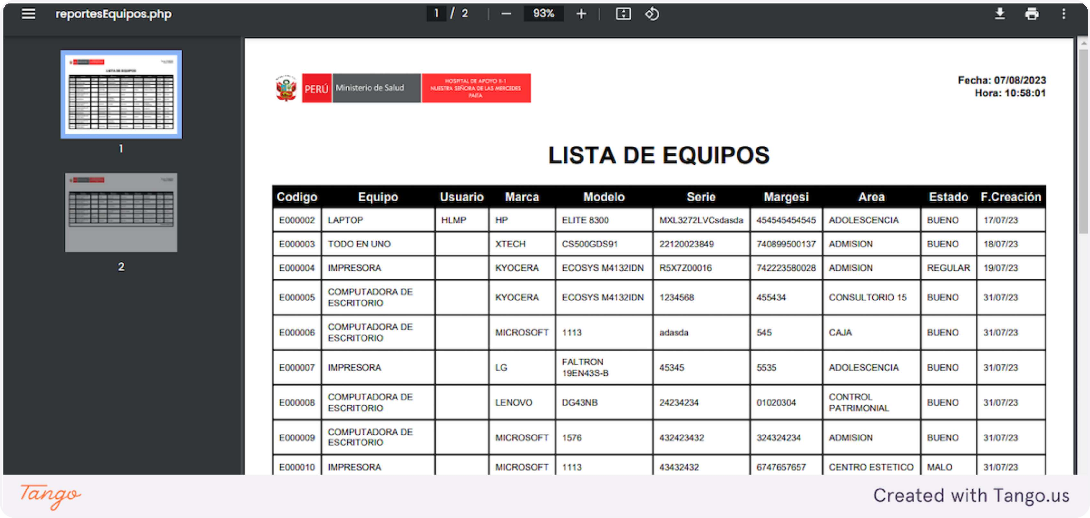 reportesEquipos.php
1 / 2
93%
PERÚ Ministerio de Salud
HOSPITAL DE APOYO II-1
NUESTRA SEÑORA DE LAS MERCEDES
PAITA
Fecha: 07/08/2023
Hora: 10:58:01
LISTA DE EQUIPOS
Codigo Equipo Usuario Marca Modelo Serie Margesi Area Estado F.Creación
E000002 LAPTOP HLMP HP ELITE 8300 MXL3272LVCsdasda 454545454545 ADOLESCENCIA BUENO 17/07/23
E000003 TODO EN UNO XTECH CS500GDS91 22120023849 740899500137 ADMISION BUENO 18/07/23
E000004 IMPRESORA KYOCERA ECOSYS M4132IDN R5X7Z00016 742223580028 ADMISION REGULAR 19/07/23
E000005 COMPUTADORA DE ESCRITORIO KYOCERA ECOSYS M4132IDN 1234568 455434 CONSULTORIO 15 BUENO 31/07/23
E000006 COMPUTADORA DE ESCRITORIO MICROSOFT 1113 adasda 545 CAJA BUENO 31/07/23
E000007 IMPRESORA LG FALTRON 19EN43S-B 45345 5535 ADOLESCENCIA BUENO 31/07/23
E000008 COMPUTADORA DE ESCRITORIO LENOVO DG43NB 24234234 01020304 CONTROL PATRIMONIAL BUENO 31/07/23
E000009 COMPUTADORA DE ESCRITORIO MICROSOFT 1576 432423432 324324234 ADMISION BUENO 31/07/23
E000010 IMPRESORA MICROSOFT 1113 43432432 6747657657 CENTRO ESTETICO MALO 31/07/23
1
2
Tango
Created with Tango.us